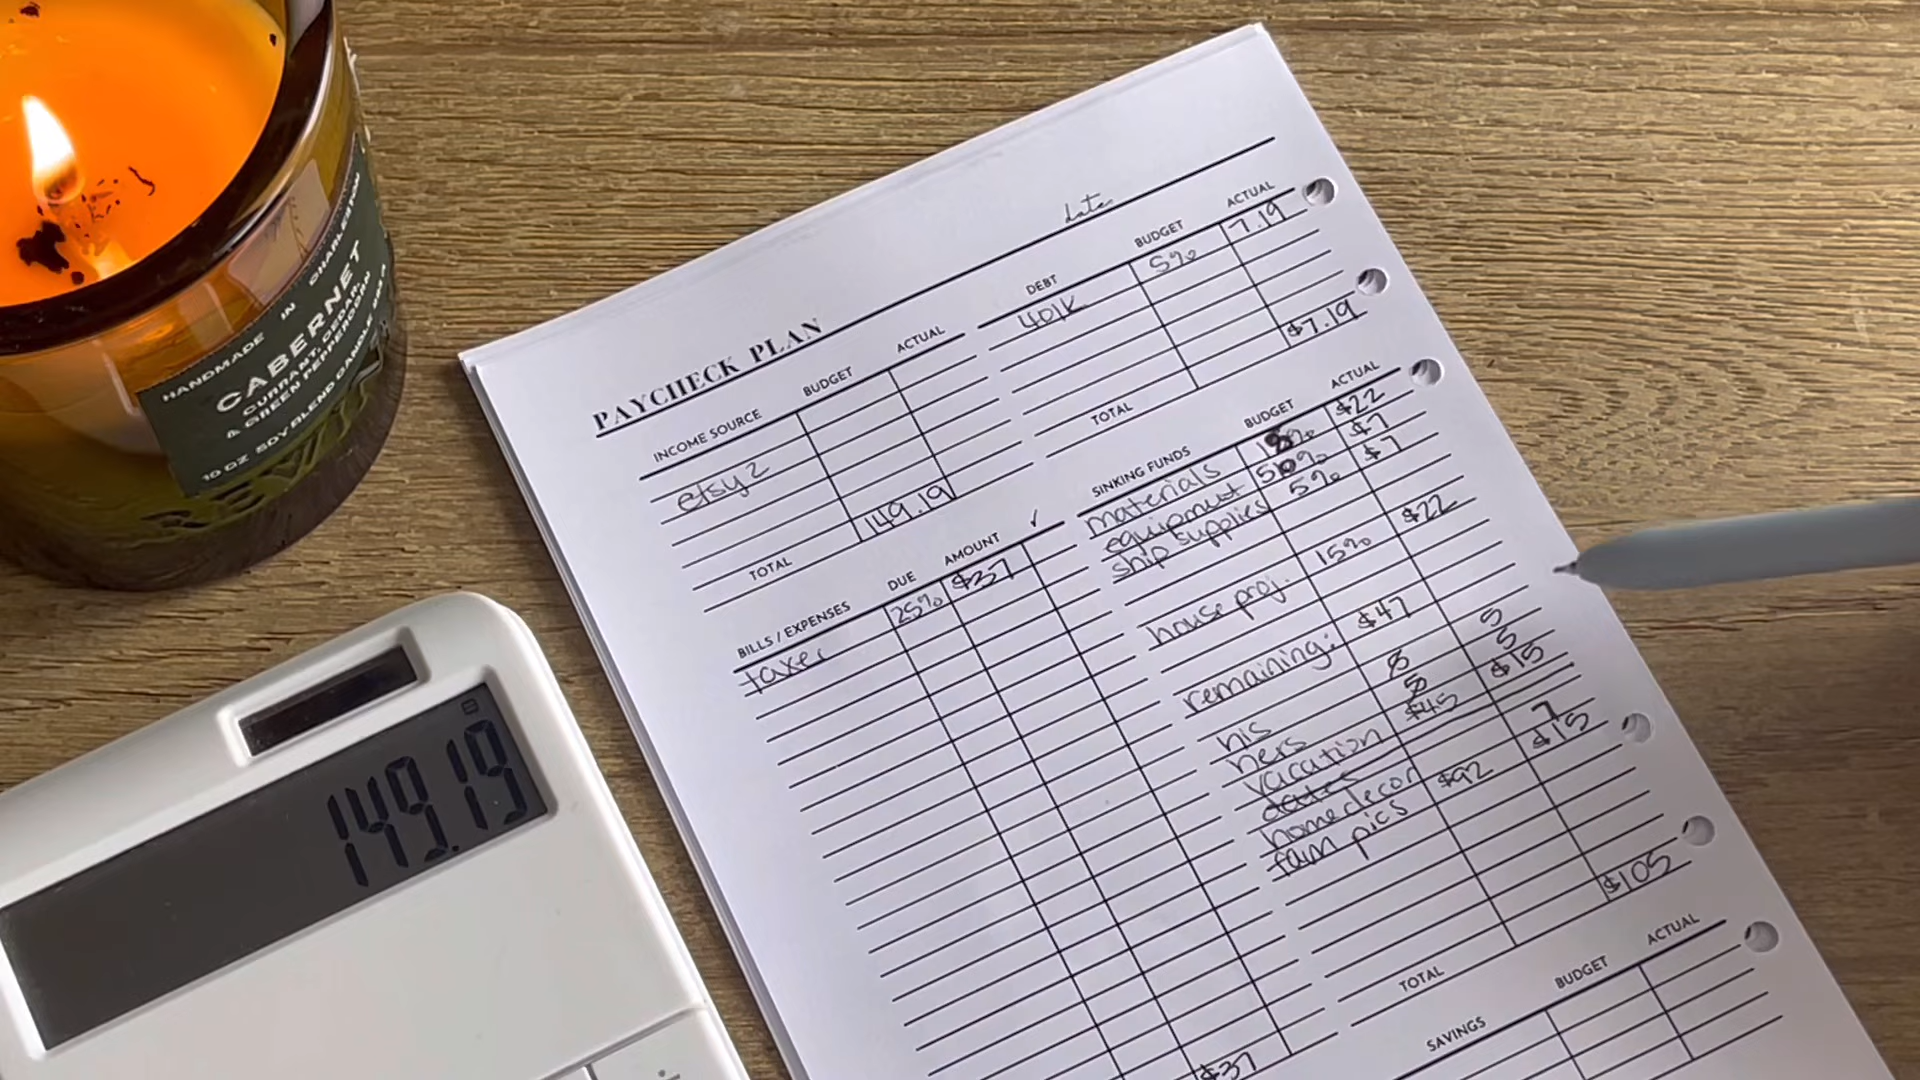 HANDMADE IN CHARLESTON
CABERNET
CURRANT, CEDAR,
& GREEN PEPPERCORN
10 OZ SOY BLEND CANDLE
149.19
date
PAYCHECK PLAN
INCOME SOURCE BUDGET ACTUAL
etsy 2
TOTAL 149.19
BILLS / EXPENSES DUE AMOUNT ✓
taxes 25% $37
$37
DEBT BUDGET ACTUAL
401k 5% 7.19
TOTAL $7.19
SINKING FUNDS BUDGET ACTUAL
materials $22
equipment $7
ship supplies 5% $7
house proj. 15% $22
remaining: $47
his 5
hers 5
vacation $45 $15
dates
home decor 7
fam pics $92 $15
TOTAL $105
SAVINGS BUDGET ACTUAL